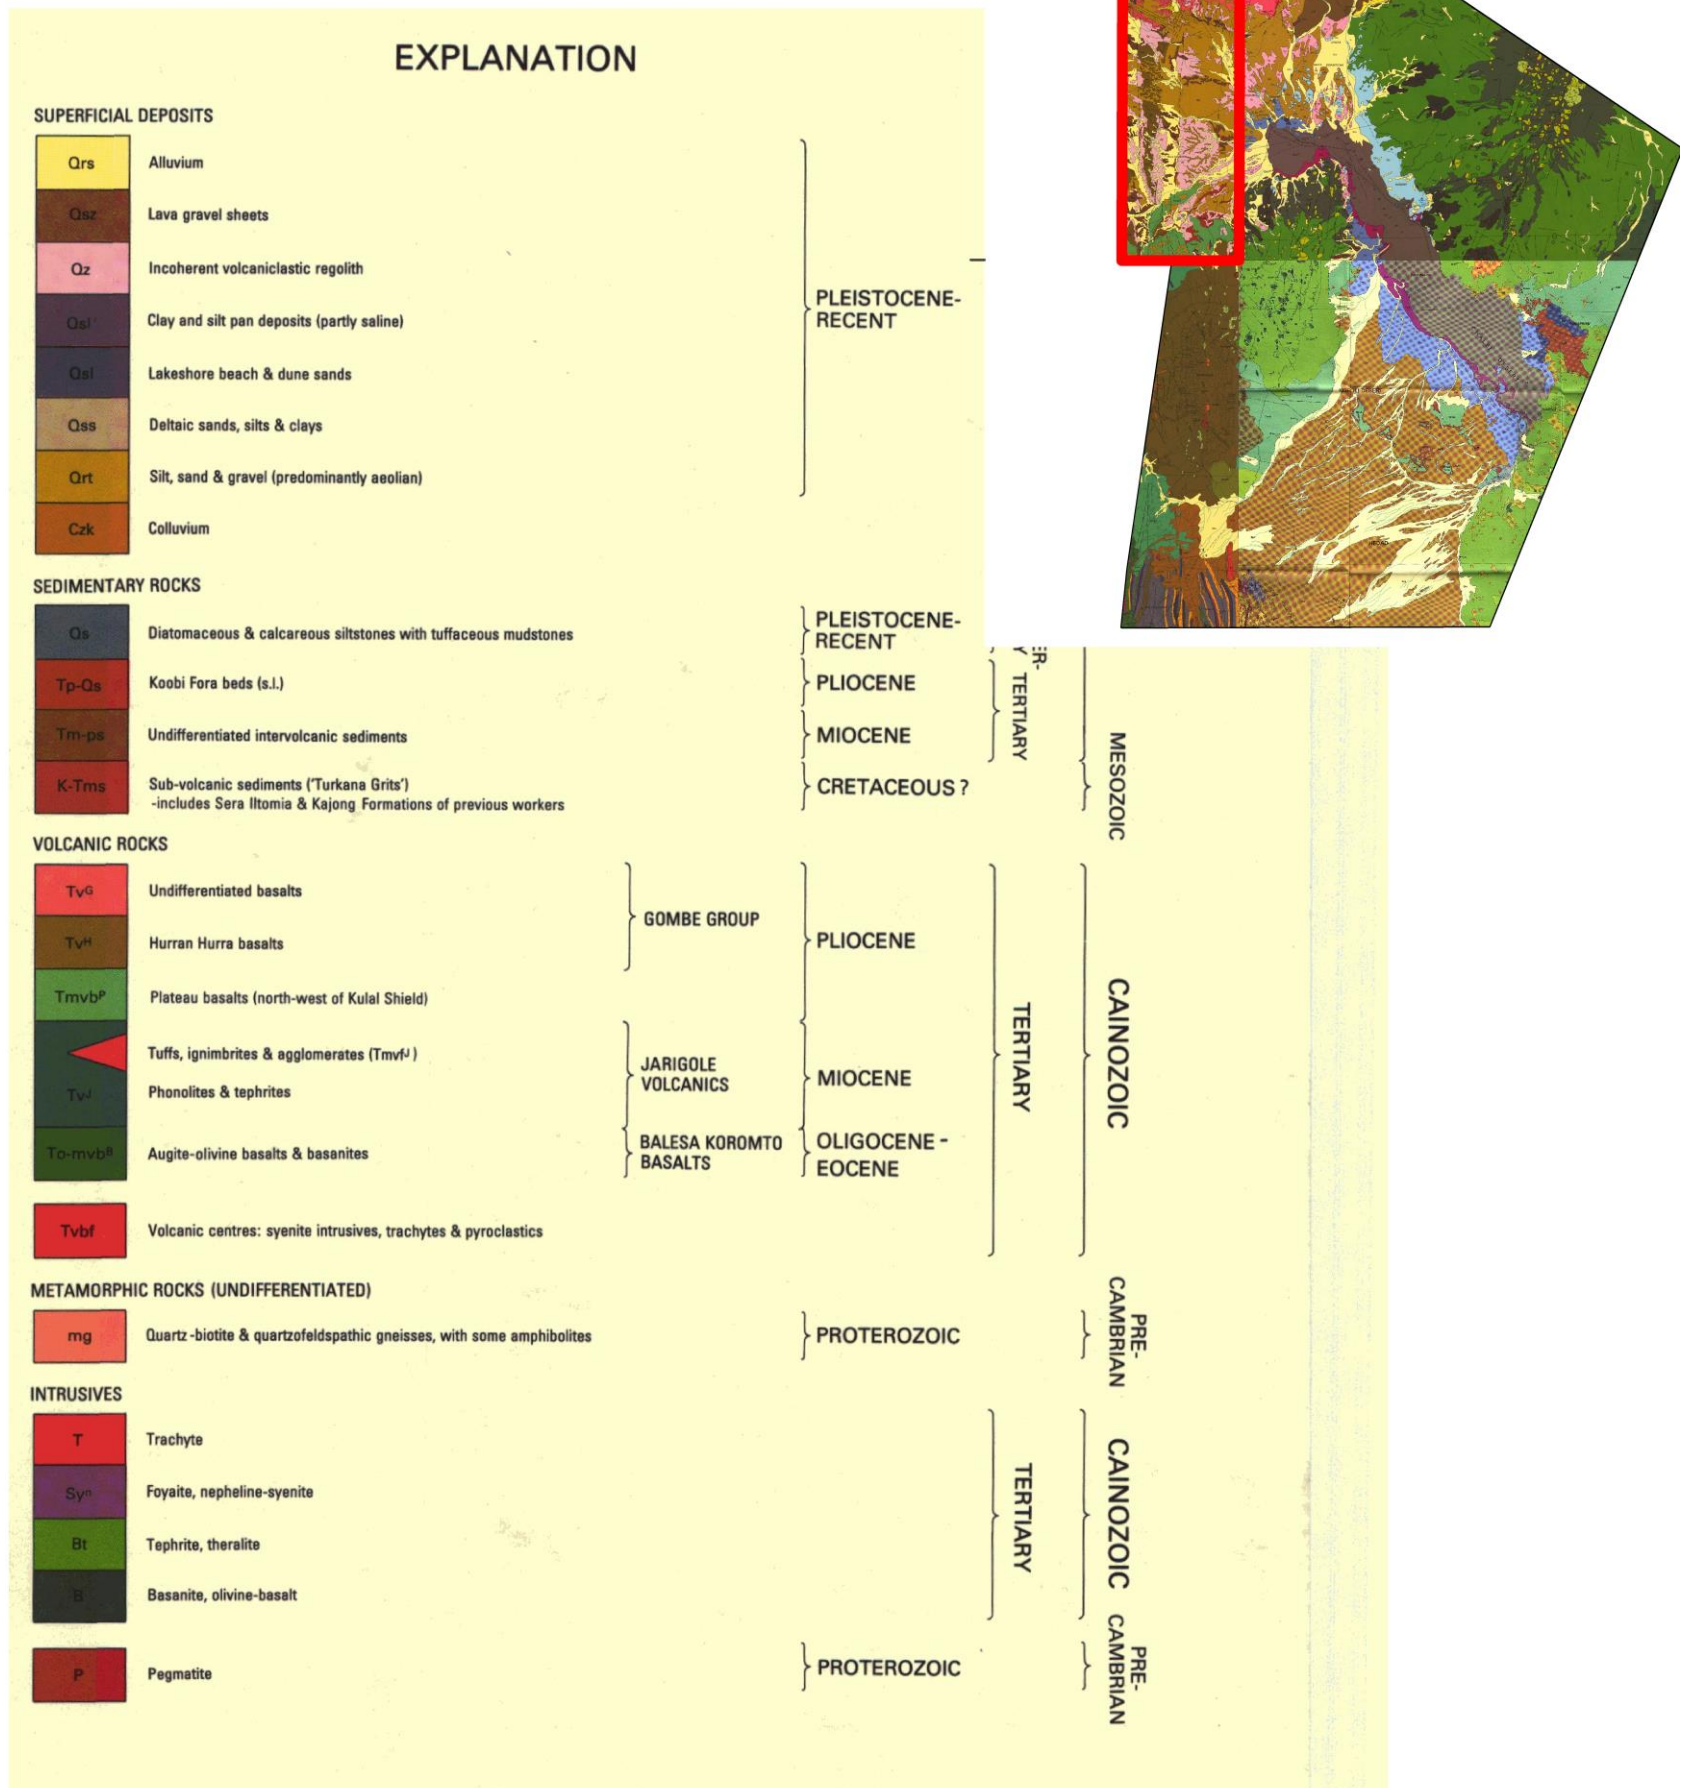 EXPLANATION
SUPERFICIAL DEPOSITS
Qrs Alluvium
Qsz Lava gravel sheets
Qz Incoherent volcaniclastic regolith
Qsl' Clay and silt pan deposits (partly saline)
Qsl Lakeshore beach & dune sands
Qss Deltaic sands, silts & clays
Qrt Silt, sand & gravel (predominantly aeolian)
Czk Colluvium
PLEISTOCENE-
RECENT
SEDIMENTARY ROCKS
Qs Diatomaceous & calcareous siltstones with tuffaceous mudstones
PLEISTOCENE-
RECENT
Tp-Qs Koobi Fora beds (s.l.)
PLIOCENE
Tm-ps Undifferentiated intervolcanic sediments
MIOCENE
K-Tms Sub-volcanic sediments ('Turkana Grits')
-includes Sera Iltomia & Kajong Formations of previous workers
CRETACEOUS ?
ER-
Y TERTIARY
MESOZOIC
VOLCANIC ROCKS
TvG Undifferentiated basalts
TvH Hurran Hurra basalts
GOMBE GROUP
PLIOCENE
TmvbP Plateau basalts (north-west of Kulal Shield)
Tuffs, ignimbrites & agglomerates (TmvfJ)
TvJ Phonolites & tephrites
JARIGOLE
VOLCANICS
MIOCENE
To-mvbB Augite-olivine basalts & basanites
BALESA KOROMTO
BASALTS
OLIGOCENE -
EOCENE
Tvbf Volcanic centres: syenite intrusives, trachytes & pyroclastics
TERTIARY
CAINOZOIC
METAMORPHIC ROCKS (UNDIFFERENTIATED)
mg Quartz-biotite & quartzofeldspathic gneisses, with some amphibolites
PROTEROZOIC
PRE-
CAMBRIAN
INTRUSIVES
T Trachyte
Syn Foyaite, nepheline-syenite
Bt Tephrite, theralite
B Basanite, olivine-basalt
TERTIARY
CAINOZOIC
P Pegmatite
PROTEROZOIC
PRE-
CAMBRIAN